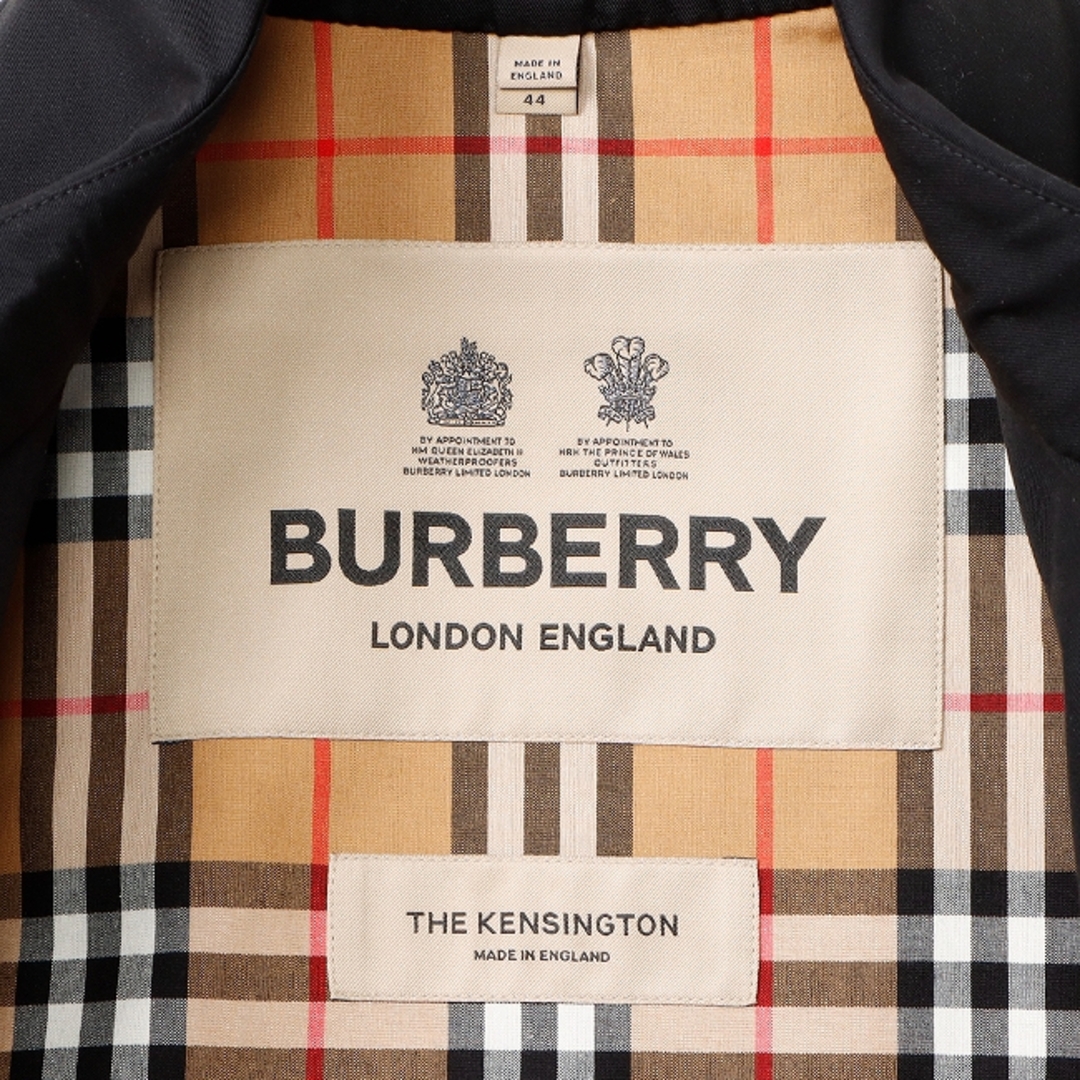 MADE IN
ENGLAND
44
BY APPOINTMENT TO
HM QUEEN ELIZABETH II
WEATHERPROOFERS
BURBERRY LIMITED LONDON
BY APPOINTMENT TO
HRH THE PRINCE OF WALES
OUTFITTERS
BURBERRY LIMITED LONDON
BURBERRY
LONDON ENGLAND
THE KENSINGTON
MADE IN ENGLAND